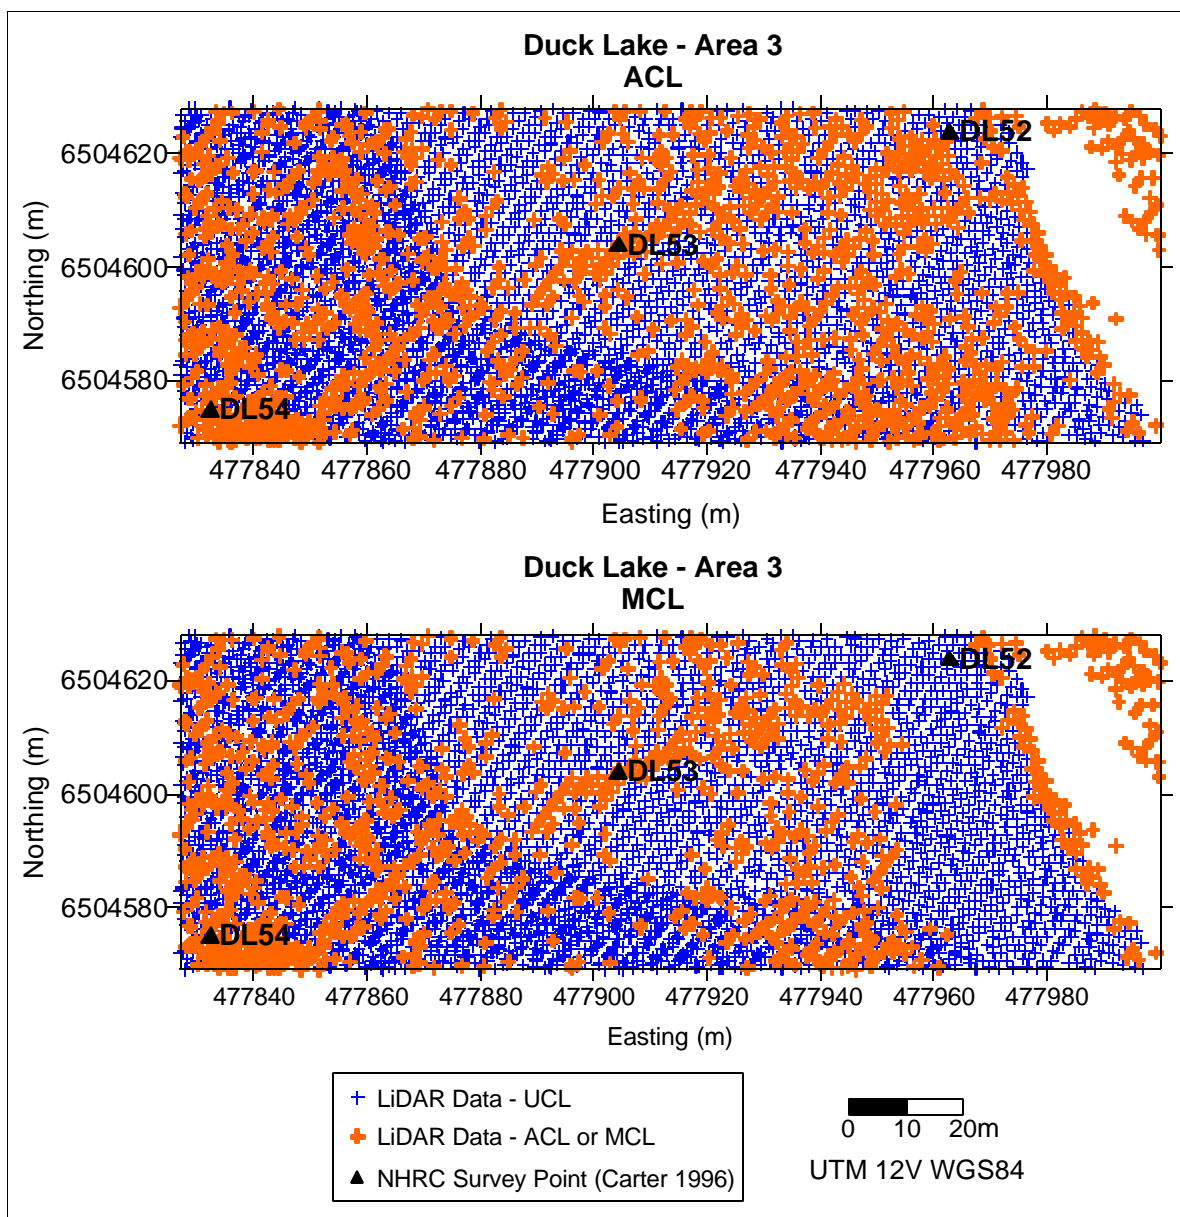 Duck Lake - Area 3
ACL
DL52
6504620
DL53
6504600
Northing (m)
6504580
DL54
477840 477860 477880 477900 477920 477940 477960 477980
Easting (m)
Duck Lake - Area 3
MCL
DL52
6504620
DL53
6504600
Northing (m)
6504580
DL54
477840 477860 477880 477900 477920 477940 477960 477980
Easting (m)
LiDAR Data - UCL
LiDAR Data - ACL or MCL
NHRC Survey Point (Carter 1996)
0 10 20m
UTM 12V WGS84